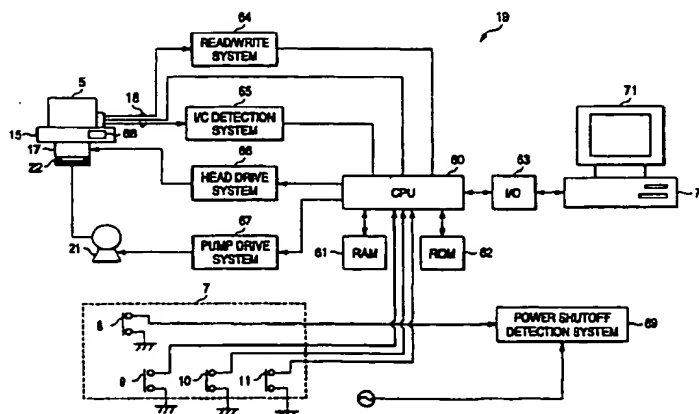 19
64
READ/WRITE
SYSTEM
5
18
65
71
I/C DETECTION
SYSTEM
15
68
17
22
66
60
63
HEAD DRIVE
SYSTEM
CPU
I/O
67
PUMP DRIVE
SYSTEM
21
61
RAM
ROM
62
7
8
POWER SHUTOFF
DETECTION SYSTEM
69
9
10
11